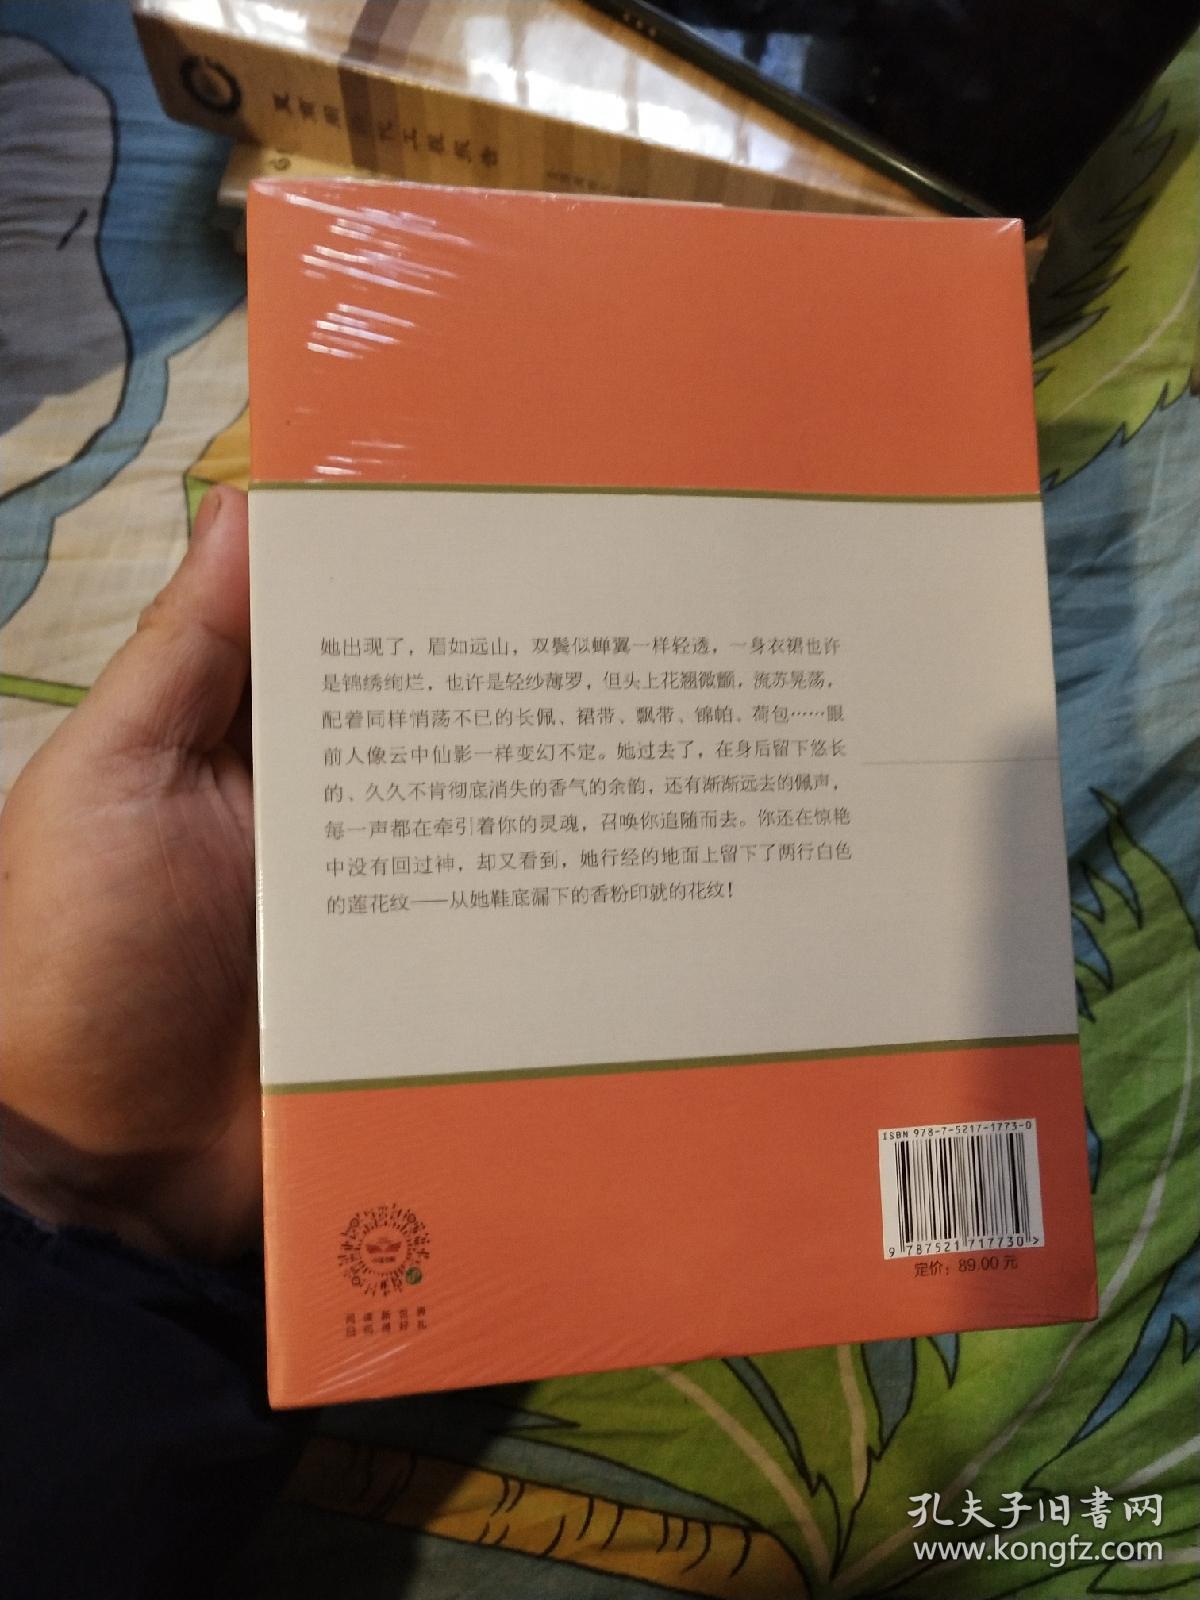 她出现了，眉如远山，双鬓似蝉翼一样轻透，一身衣裙也许
是锦绣绚烂，也许是轻纱薄罗，但头上花翘微颤，流苏晃荡，
配着同样悄荡不已的长佩、裙带、飘带、锦帕、荷包……眼
前人像云中仙影一样变幻不定。她过去了，在身后留下悠长
的、久久不肯彻底消失的香气的余韵，还有渐渐远去的佩声，
每一声都在牵引着你的灵魂，召唤你追随而去。你还在惊艳
中没有回过神，却又看到，她行经的地面上留下了两行白色
的莲花纹——从她鞋底漏下的香粉印就的花纹！
ISBN 978-7-5217-1773-0
9 787521 717730 >
定价：89.00 元
孔夫子旧书网
www.kongfz.com